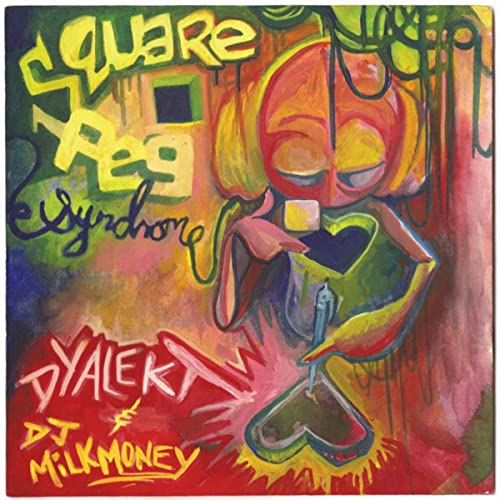 Square
Peg
Syndrome
DYALEKT
DJ
MiLKMONEY